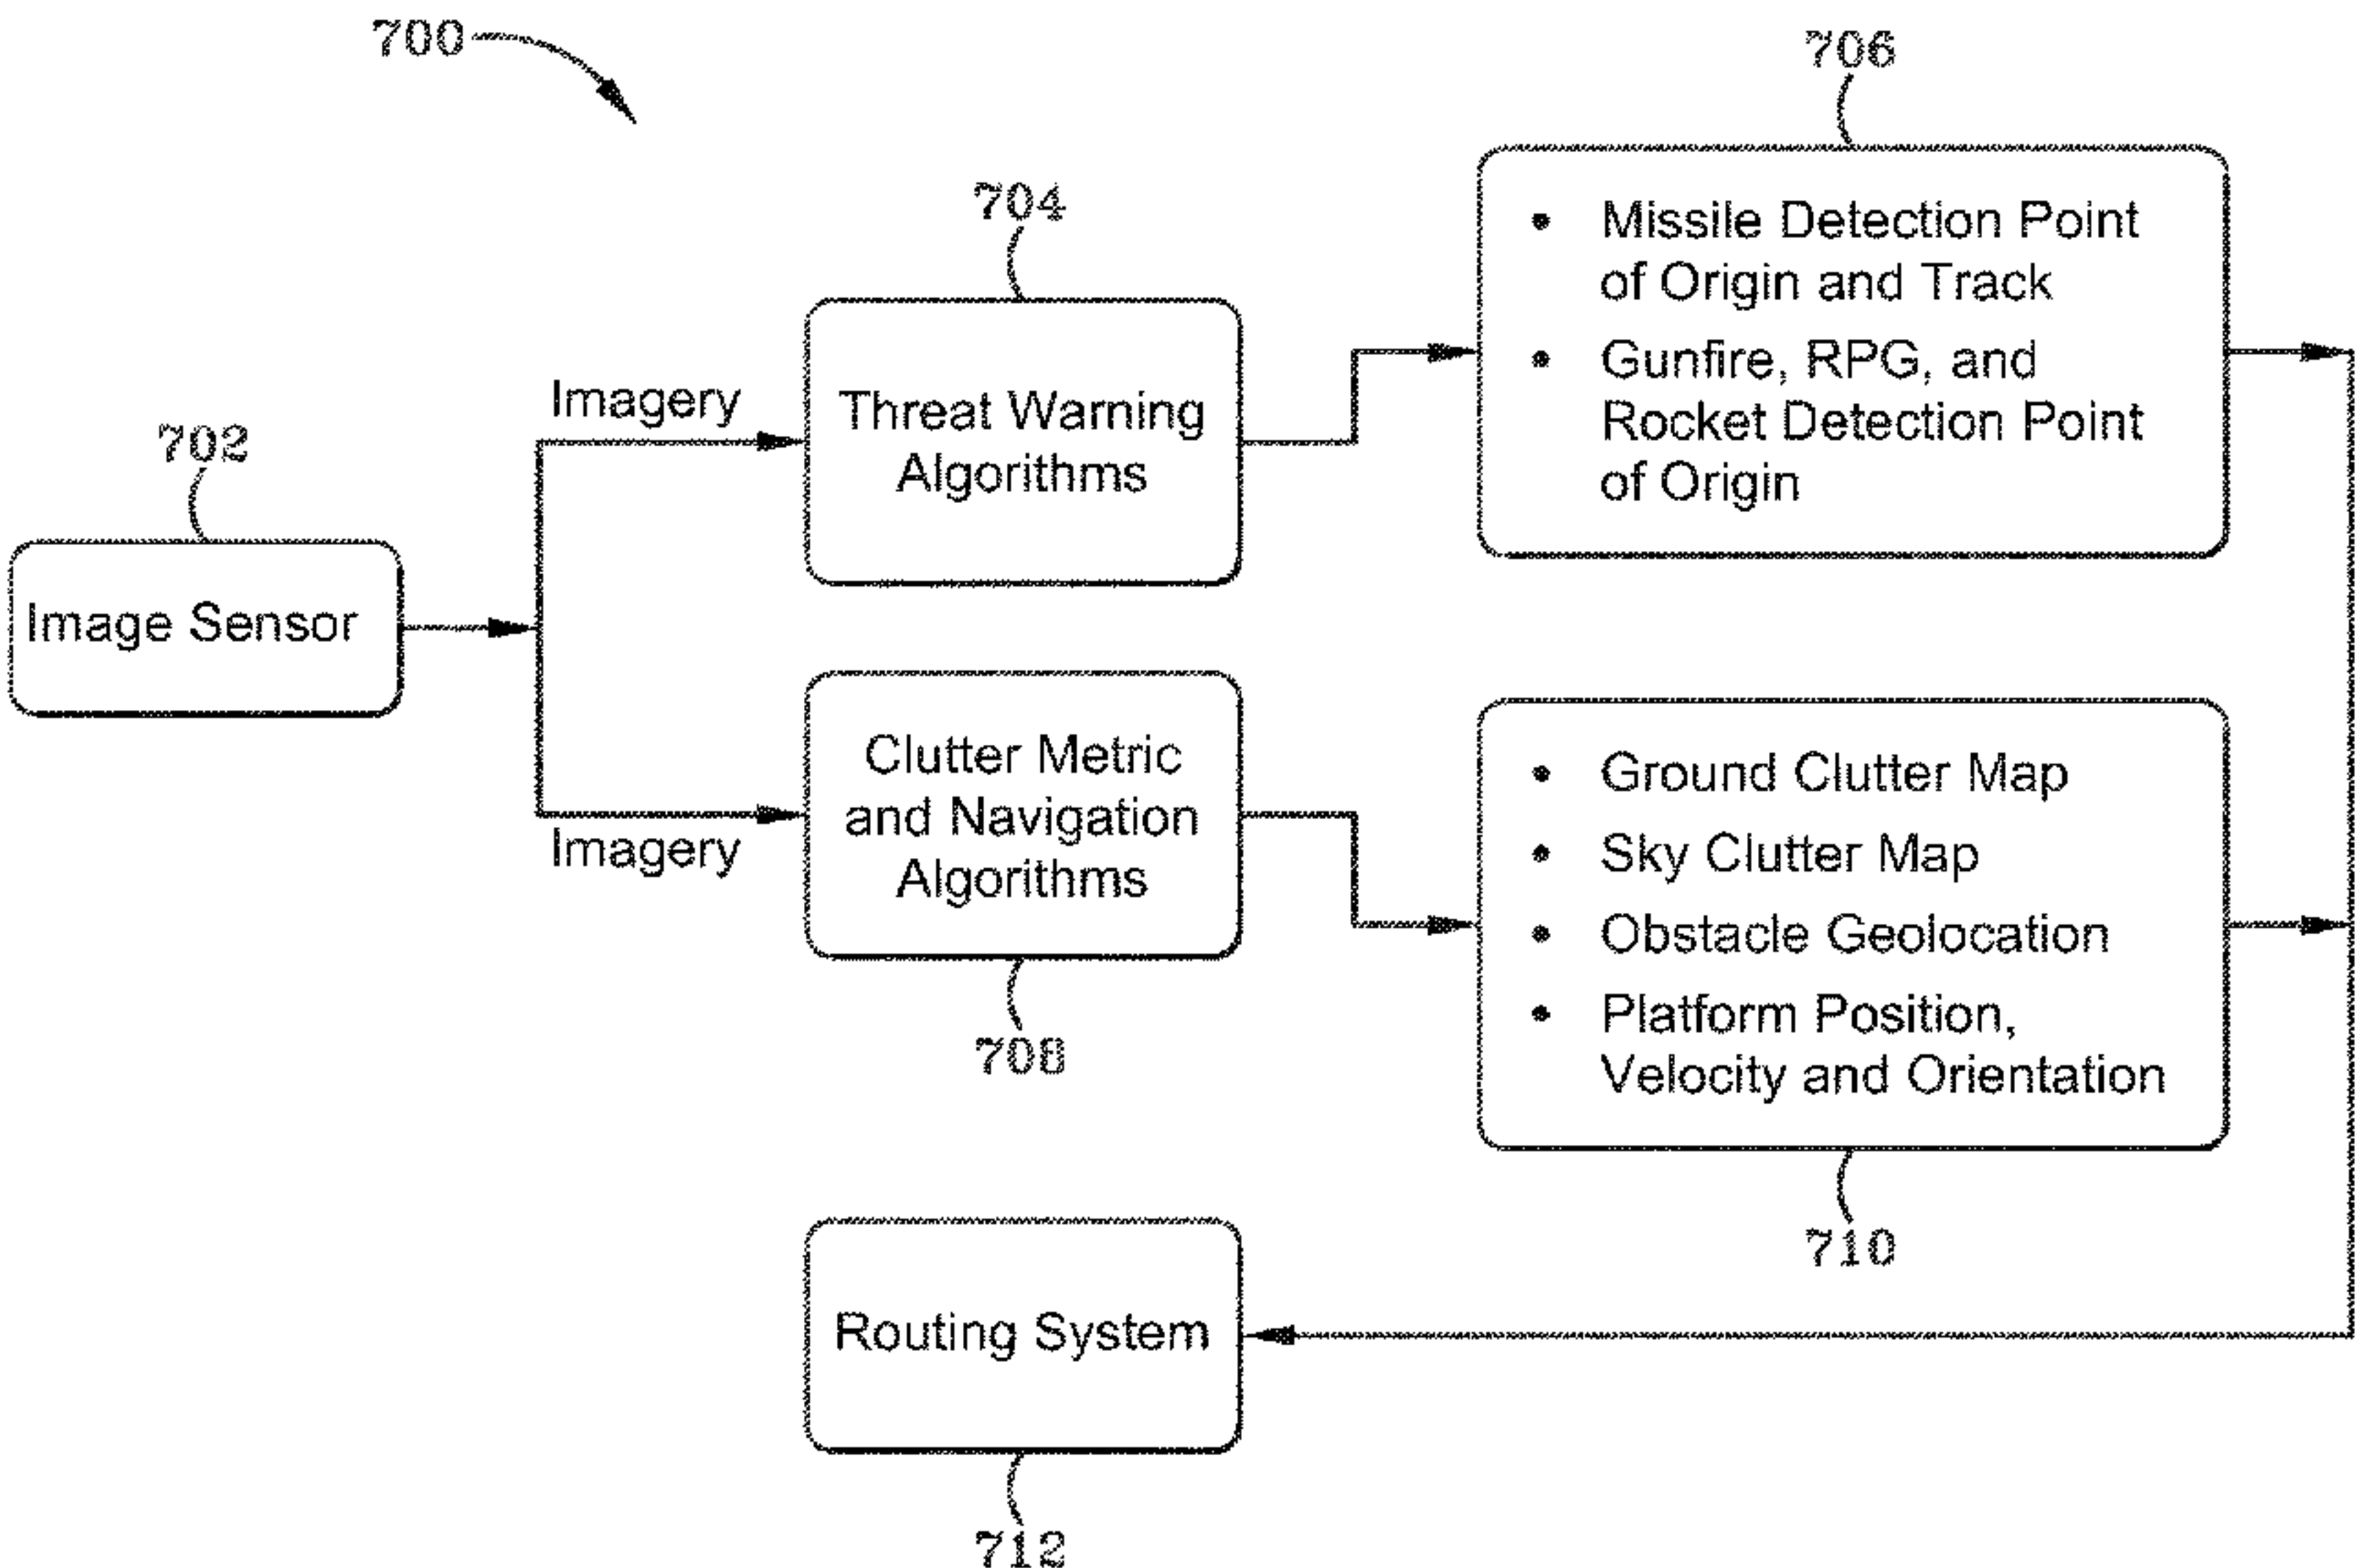 700
706
• Missile Detection Point
of Origin and Track
• Gunfire, RPG, and
Rocket Detection Point
of Origin
704
Threat Warning
Algorithms
Imagery
702
Image Sensor
Clutter Metric
and Navigation
Algorithms
Imagery
708
• Ground Clutter Map
• Sky Clutter Map
• Obstacle Geolocation
• Platform Position,
Velocity and Orientation
710
Routing System
712